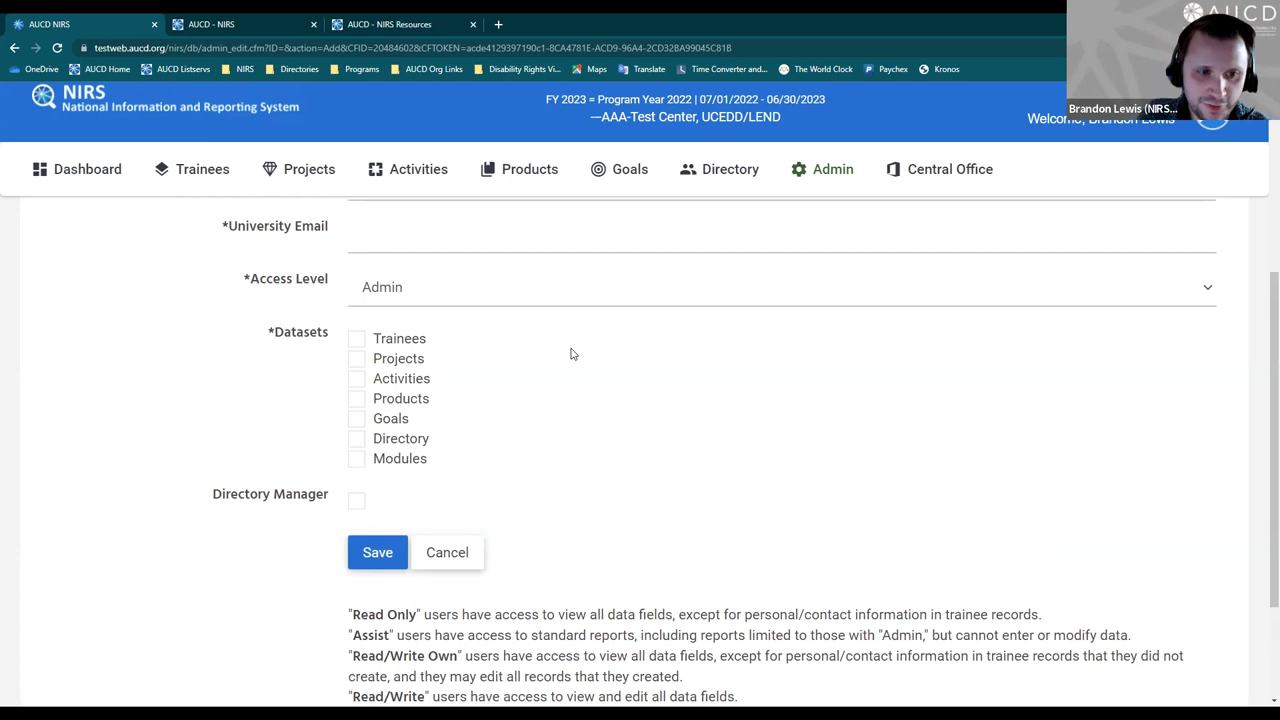 AUCD NIRS
AUCD - NIRS
AUCD - NIRS Resources
testweb.aucd.org/nirs/db/admin_edit.cfm?ID=&action=Add&CFID=20484602&CFTOKEN=acde4129397190c1-8CA4781E-ACD9-96A4-2CD32BA99045C81B
OneDrive
AUCD Home
AUCD Listservs
NIRS
Directories
Programs
AUCD Org Links
Disability Rights Vi...
Maps
Translate
Time Converter and...
The World Clock
Paychex
Kronos
AUCD
Brandon Lewis (NIRS...
NIRS
National Information and Reporting System
FY 2023 = Program Year 2022 | 07/01/2022 - 06/30/2023
—AAA-Test Center, UCEDD/LEND
Welcome, Brandon Lewis
Dashboard
Trainees
Projects
Activities
Products
Goals
Directory
Admin
Central Office
*University Email
*Access Level
Admin
*Datasets
Trainees
Projects
Activities
Products
Goals
Directory
Modules
Directory Manager
Save
Cancel
"Read Only" users have access to view all data fields, except for personal/contact information in trainee records.
"Assist" users have access to standard reports, including reports limited to those with "Admin," but cannot enter or modify data.
"Read/Write Own" users have access to view all data fields, except for personal/contact information in trainee records that they did not
create, and they may edit all records that they created.
"Read/Write" users have access to view and edit all data fields.